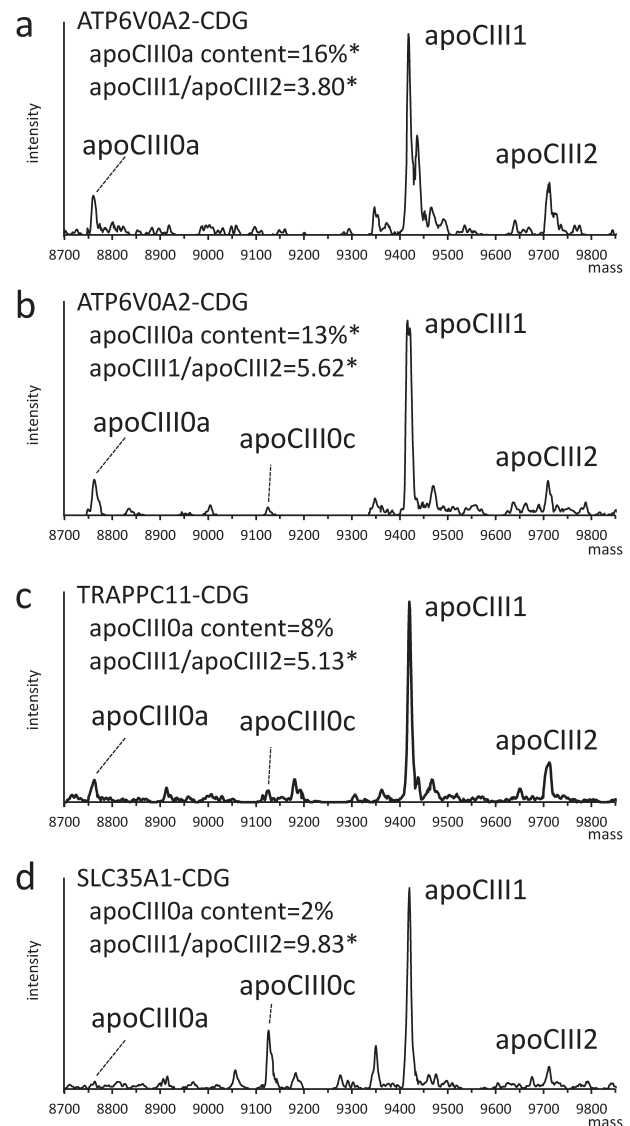 a
ATP6V0A2-CDG
apoCIII0a content=16%*
apoCIII1/apoCIII2=3.80*
apoCIII1
apoCIII0a
apoCIII2
intensity
8700 8800 8900 9000 9100 9200 9300 9400 9500 9600 9700 9800
mass
b
ATP6V0A2-CDG
apoCIII0a content=13%*
apoCIII1/apoCIII2=5.62*
apoCIII1
apoCIII0a
apoCIII0c
apoCIII2
intensity
8700 8800 8900 9000 9100 9200 9300 9400 9500 9600 9700 9800
mass
c
TRAPPC11-CDG
apoCIII0a content=8%
apoCIII1/apoCIII2=5.13*
apoCIII1
apoCIII0a
apoCIII0c
apoCIII2
intensity
8700 8800 8900 9000 9100 9200 9300 9400 9500 9600 9700 9800
mass
d
SLC35A1-CDG
apoCIII0a content=2%
apoCIII1/apoCIII2=9.83*
apoCIII1
apoCIII0c
apoCIII0a
apoCIII2
intensity
8700 8800 8900 9000 9100 9200 9300 9400 9500 9600 9700 9800
mass